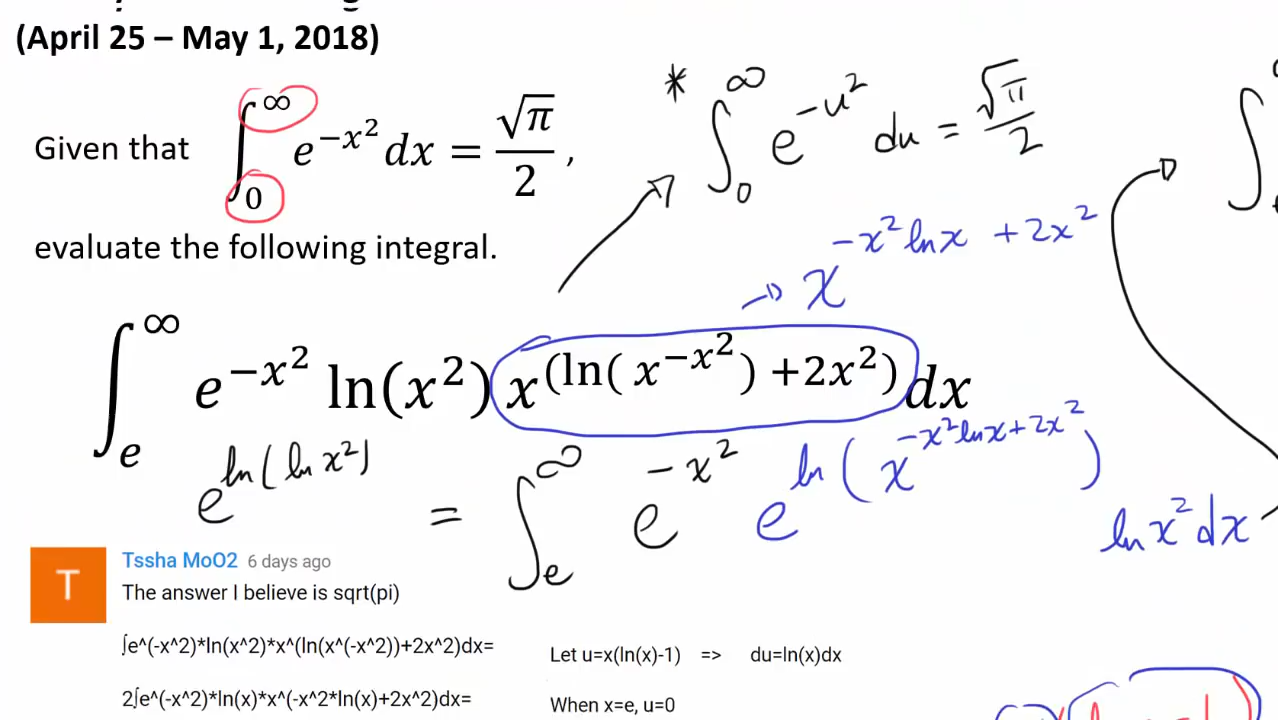 (April 25 – May 1, 2018)
Given that ∫₀^∞ e^(−x²) dx = √π/2 ,
* ∫₀^∞ e^(−u²) du = √π/2
evaluate the following integral.
→ x^(−x² ln x + 2x²)
∫ₑ^∞ e^(−x²) ln(x²) x^((ln( x^(−x²) ) +2x²)) dx
e^(ln(ln x²))
= ∫ₑ^∞ e^(−x²) e^(ln(x^(−x² ln x + 2x²))) ln x² dx
T
Tssha MoO2 6 days ago
The answer I believe is sqrt(pi)
∫e^(-x^2)*ln(x^2)*x^(ln(x^(-x^2))+2x^2)dx=
Let u=x(ln(x)-1) => du=ln(x)dx
2∫e^(-x^2)*ln(x)*x^(-x^2*ln(x)+2x^2)dx=
When x=e, u=0